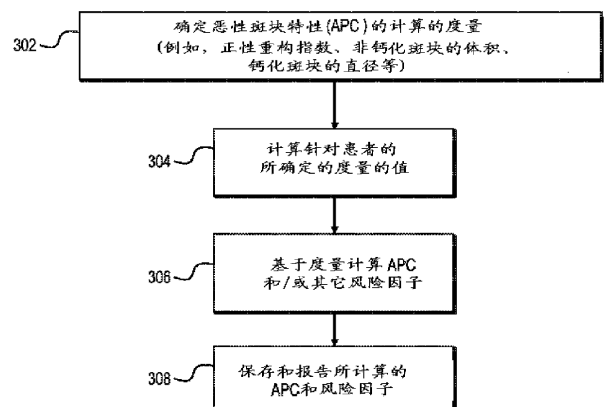 302
确定恶性斑块特性(APC)的计算的度量
(例如，正性重构指数、非钙化斑块的体积、
钙化斑块的直径等)
304
计算针对患者的
所确定的度量的值
306
基于度量计算APC
和/或其它风险因子
308
保存和报告所计算的
APC和风险因子